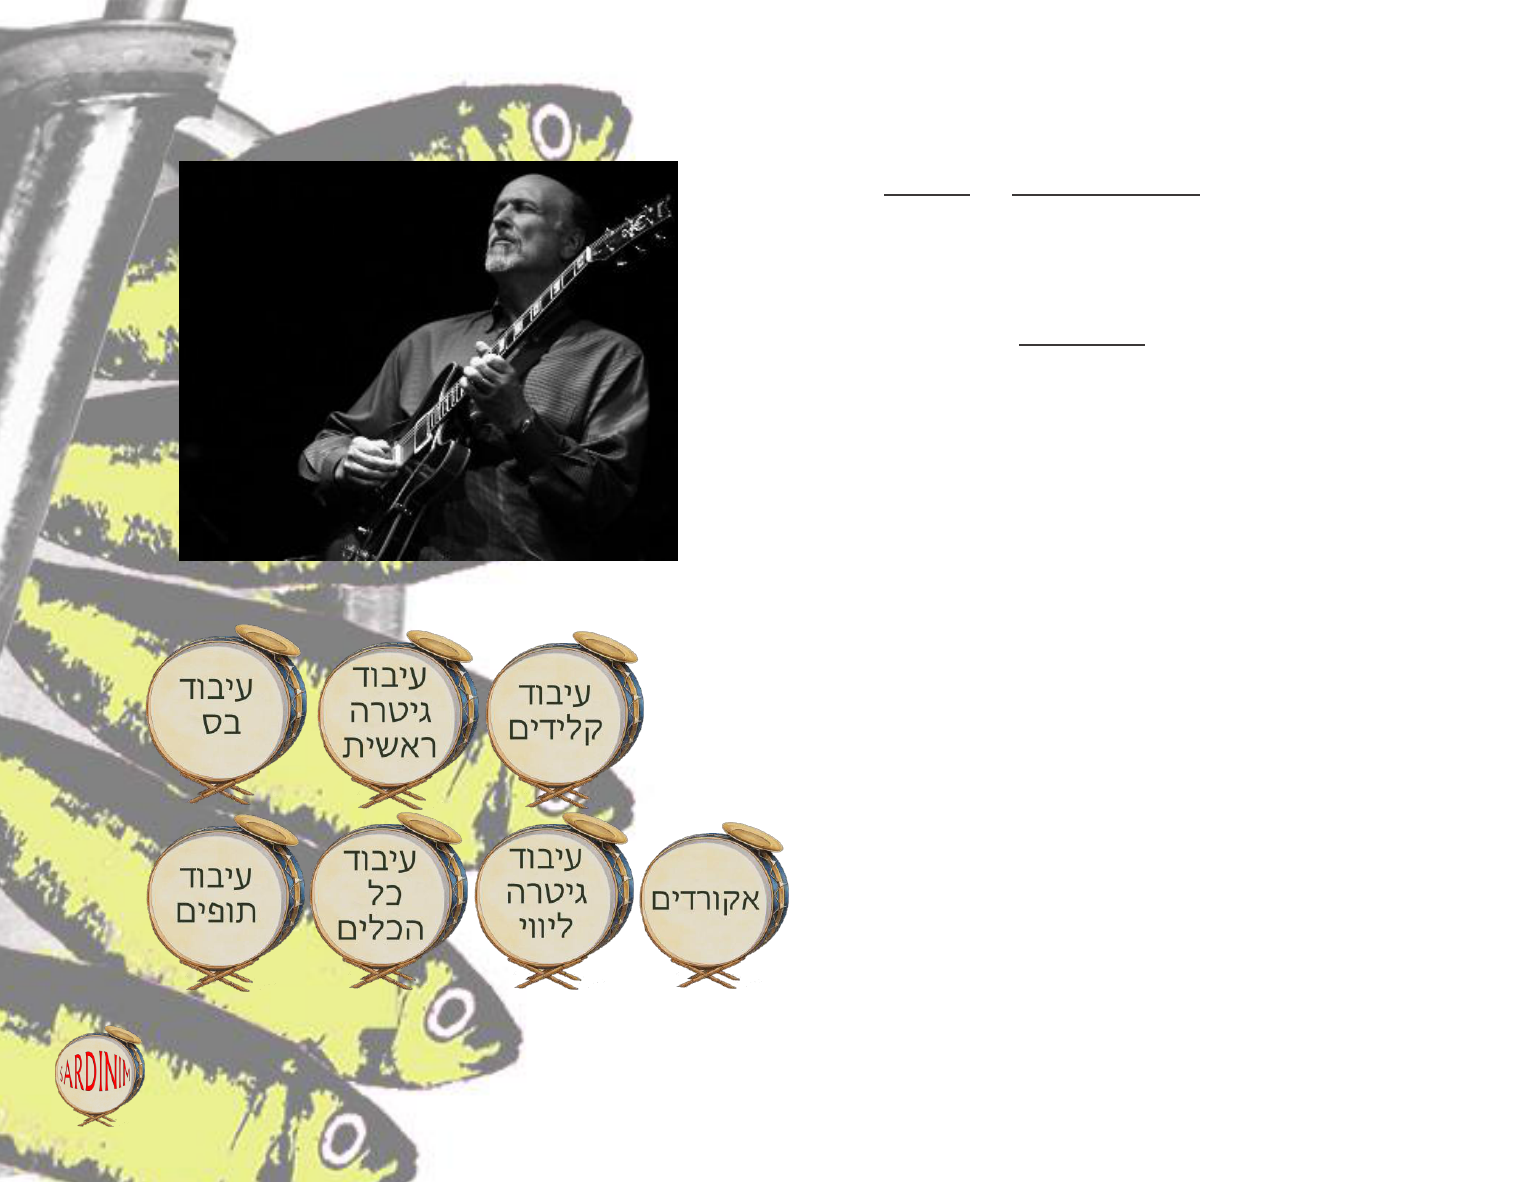 עיבוד
קלידים
עיבוד
גיטרה
ראשית
עיבוד
בס
אקורדים
עיבוד
גיטרה
ליווי
עיבוד
כל
הכלים
עיבוד
תופים
SARDINIM